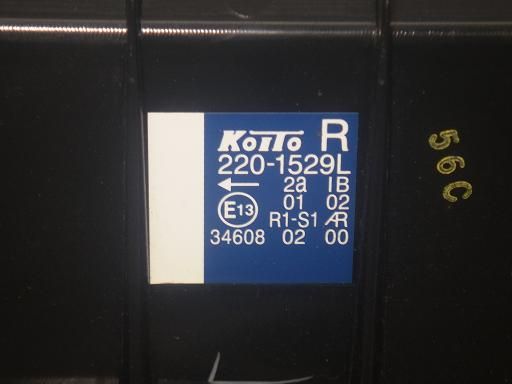 KOITO R
220-1529L
← 2a IB
01 02
E13 R1-S1 AR
34608 02 00
56C